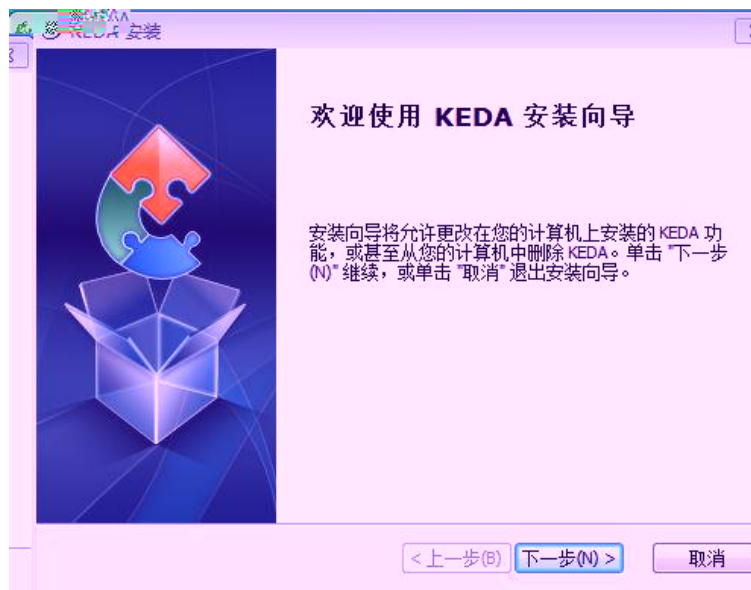 KEDA 安装
欢迎使用 KEDA 安装向导
安装向导将允许更改在您的计算机上安装的 KEDA 功
能，或甚至从您的计算机中删除 KEDA。单击 "下一步
(N)" 继续，或单击 "取消" 退出安装向导。
< 上一步(B)
下一步(N) >
取消